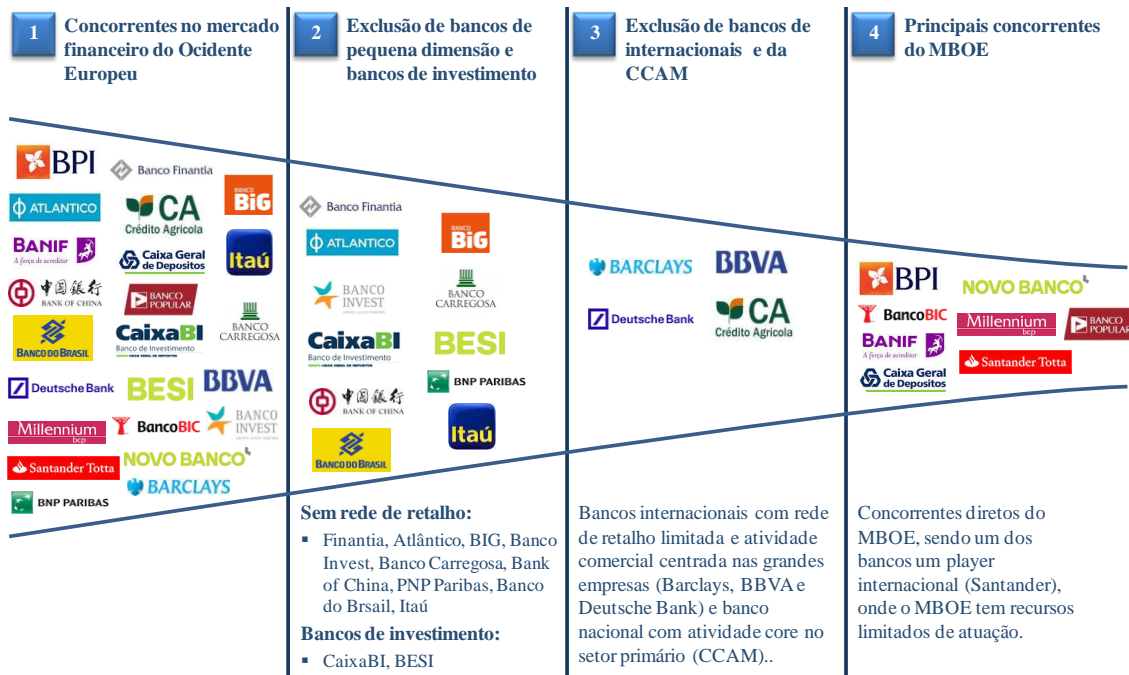 1
Concorrentes no mercado
financeiro do Ocidente
Europeu
2
Exclusão de bancos de
pequena dimensão e
bancos de investimento
3
Exclusão de bancos de
internacionais e da
CCAM
4
Principais concorrentes
do MBOE
BPI
Banco Finantia
BANCO
BiG
ATLANTICO
CA
Crédito Agrícola
BANIF
A força de acreditar
Caixa Geral
de Depositos
Itaú
中国银行
BANK OF CHINA
BANCO
POPULAR
BANCO
CARREGOSA
BANCO DO BRASIL
CaixaBI
Banco de Investimento
Deutsche Bank
BESI
BBVA
Millennium
bcp
BancoBIC
BANCO
INVEST
Santander Totta
NOVO BANCO
BARCLAYS
BNP PARIBAS
Banco Finantia
BANCO
BiG
ATLANTICO
BANCO
INVEST
BANCO
CARREGOSA
CaixaBI
Banco de Investimento
BESI
中国银行
BANK OF CHINA
BNP PARIBAS
Itaú
BANCO DO BRASIL
Sem rede de retalho:
▪ Finantia, Atlântico, BIG, Banco
Invest, Banco Carregosa, Bank
of China, PNP Paribas, Banco
do Brsail, Itaú
Bancos de investimento:
▪ CaixaBI, BESI
BARCLAYS
BBVA
Deutsche Bank
CA
Crédito Agrícola
Bancos internacionais com rede
de retalho limitada e atividade
comercial centrada nas grandes
empresas (Barclays, BBVA e
Deutsche Bank) e banco
nacional com atividade core no
setor primário (CCAM)..
BPI
NOVO BANCO
BancoBIC
Millennium
bcp
BANCO
POPULAR
BANIF
A força de acreditar
Santander Totta
Caixa Geral
de Depositos
Concorrentes diretos do
MBOE, sendo um dos
bancos um player
internacional (Santander),
onde o MBOE tem recursos
limitados de atuação.